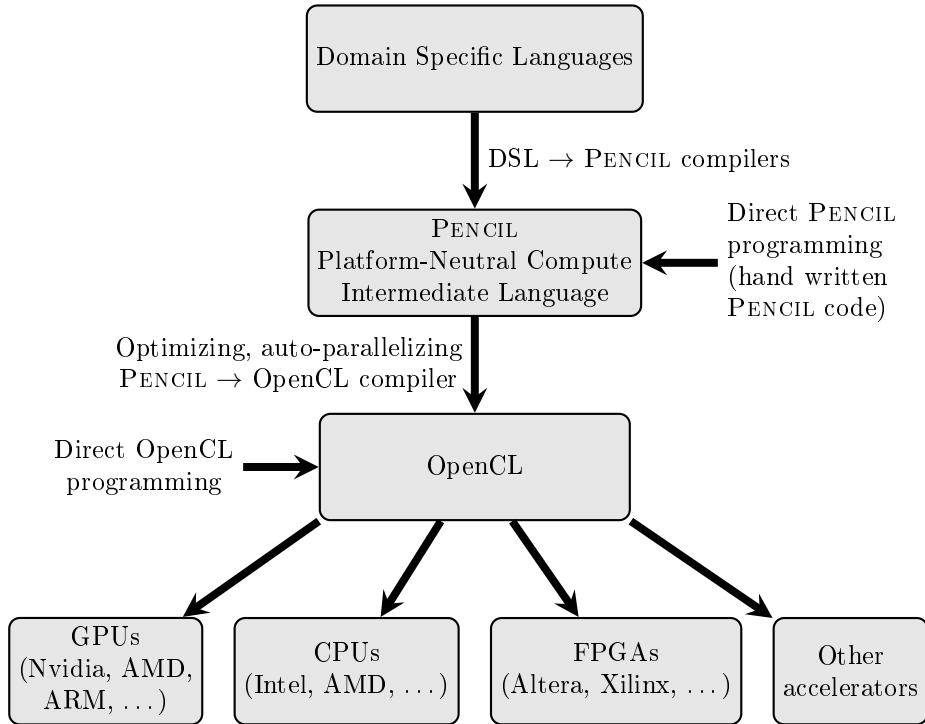 Domain Specific Languages
DSL → PENCIL compilers
PENCIL
Platform-Neutral Compute
Intermediate Language
Direct PENCIL
programming
(hand written
PENCIL code)
Optimizing, auto-parallelizing
PENCIL → OpenCL compiler
Direct OpenCL
programming
OpenCL
GPUs
(Nvidia, AMD,
ARM, ...)
CPUs
(Intel, AMD, ...)
FPGAs
(Altera, Xilinx, ...)
Other
accelerators